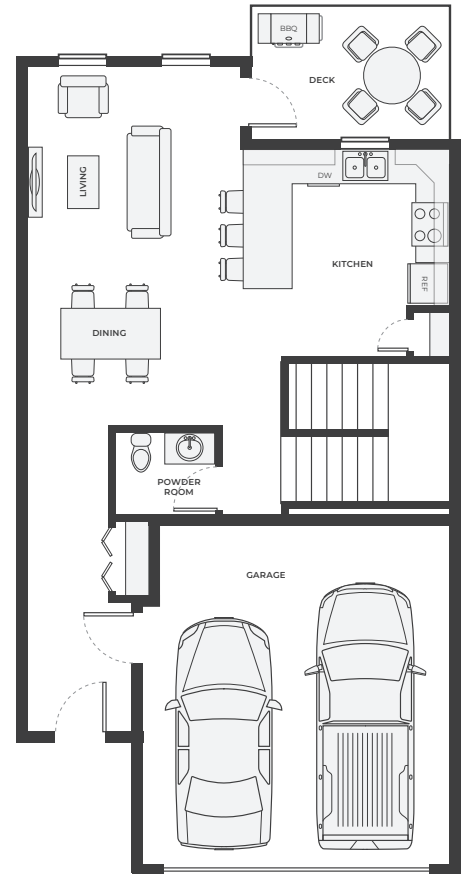 BBQ
DECK
LIVING
DW
KITCHEN
REF
DINING
POWDER
ROOM
GARAGE